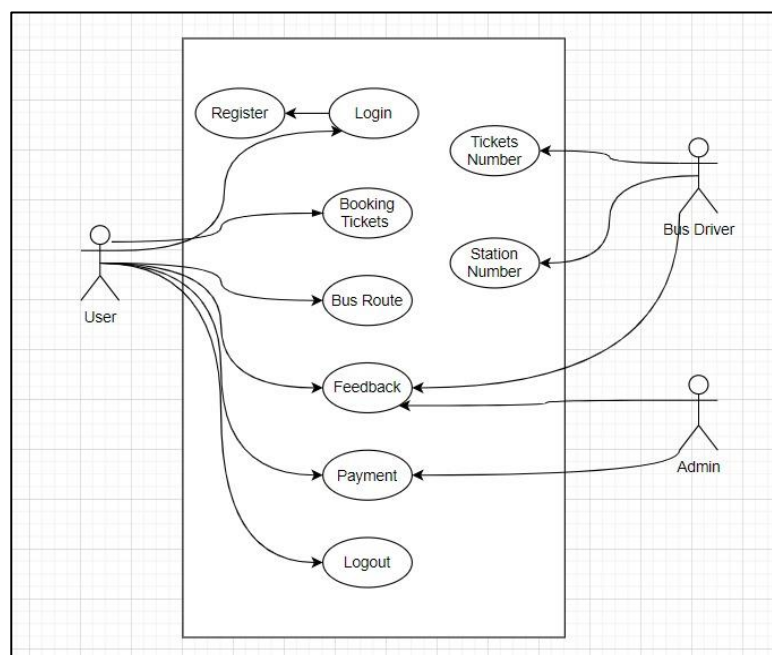 Register
Login
Tickets
Number
Booking
Tickets
Bus Driver
Station
Number
User
Bus Route
Feedback
Admin
Payment
Logout